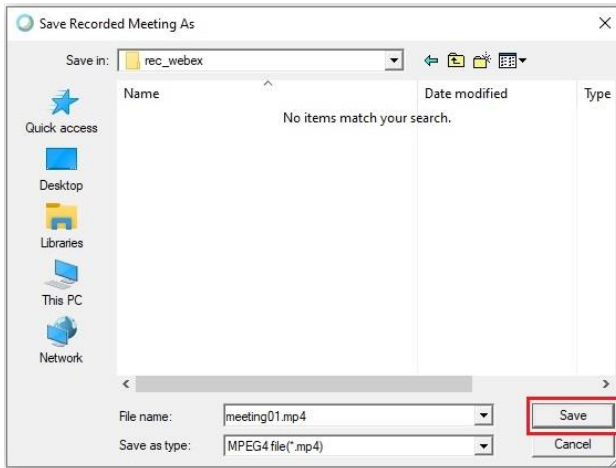 Save Recorded Meeting As
Save in: rec_webex
Name Date modified Type
No items match your search.
Quick access
Desktop
Libraries
This PC
Network
File name: meeting01.mp4 Save
Save as type: MPEG4 file(*.mp4) Cancel